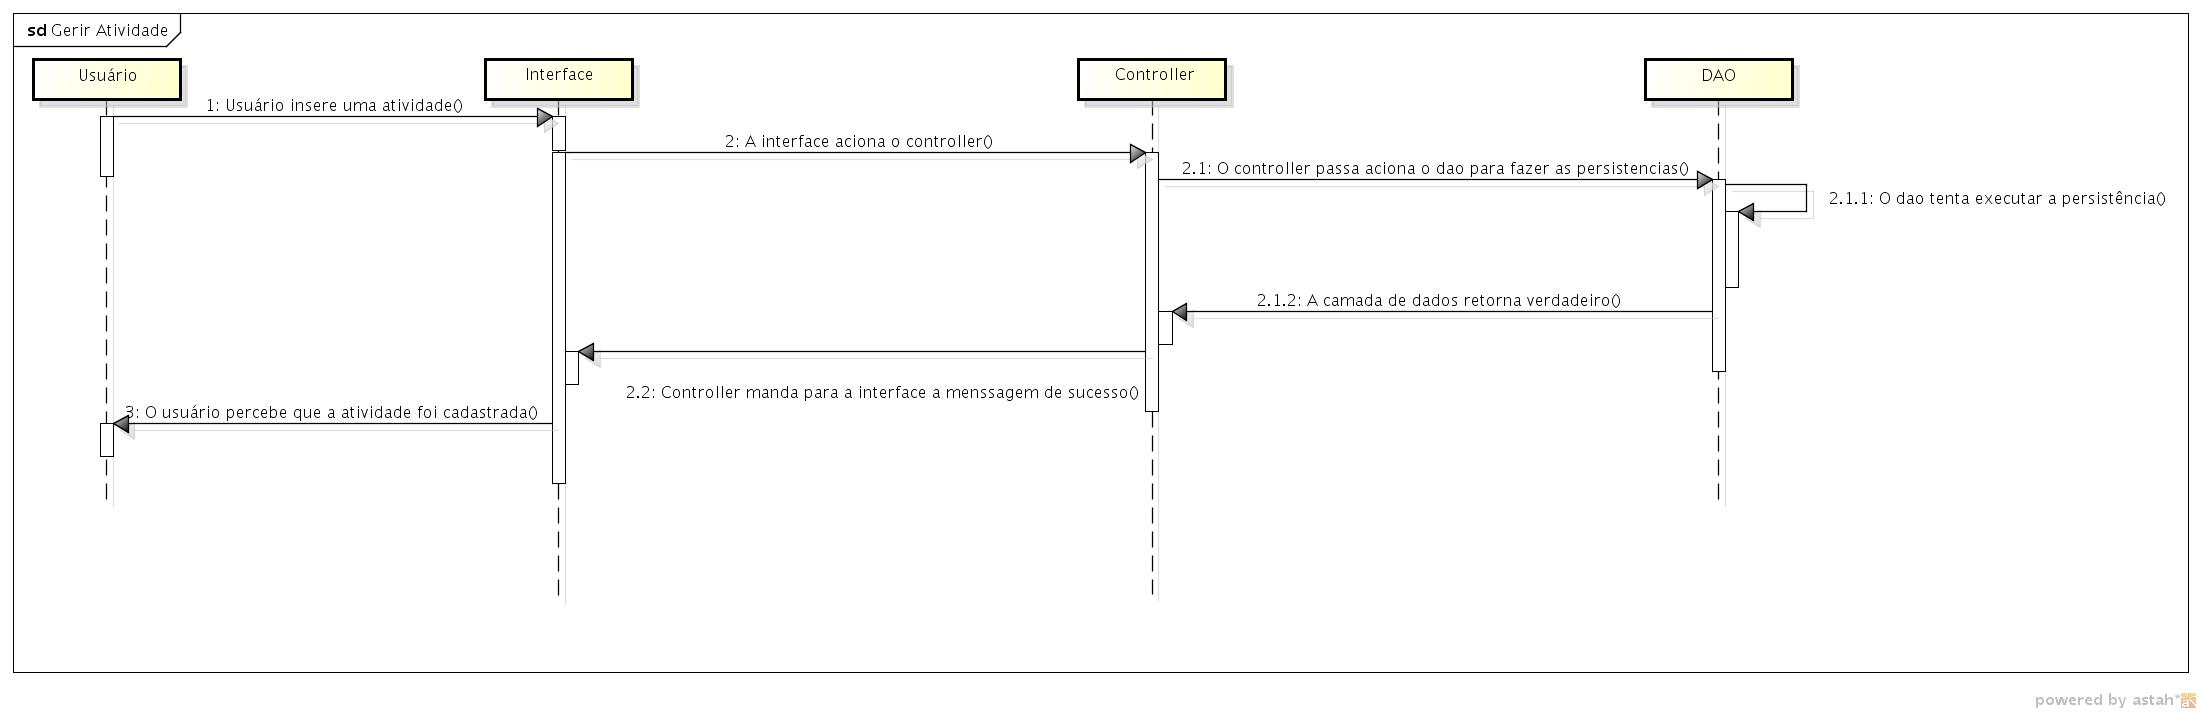 sd Gerir Atividade
Usuário
Interface
Controller
DAO
1: Usuário insere uma atividade()
2: A interface aciona o controller()
2.1: O controller passa aciona o dao para fazer as persistencias()
2.1.1: O dao tenta executar a persistência()
2.1.2: A camada de dados retorna verdadeiro()
2.2: Controller manda para a interface a menssagem de sucesso()
3: O usuário percebe que a atividade foi cadastrada()
powered by astah*